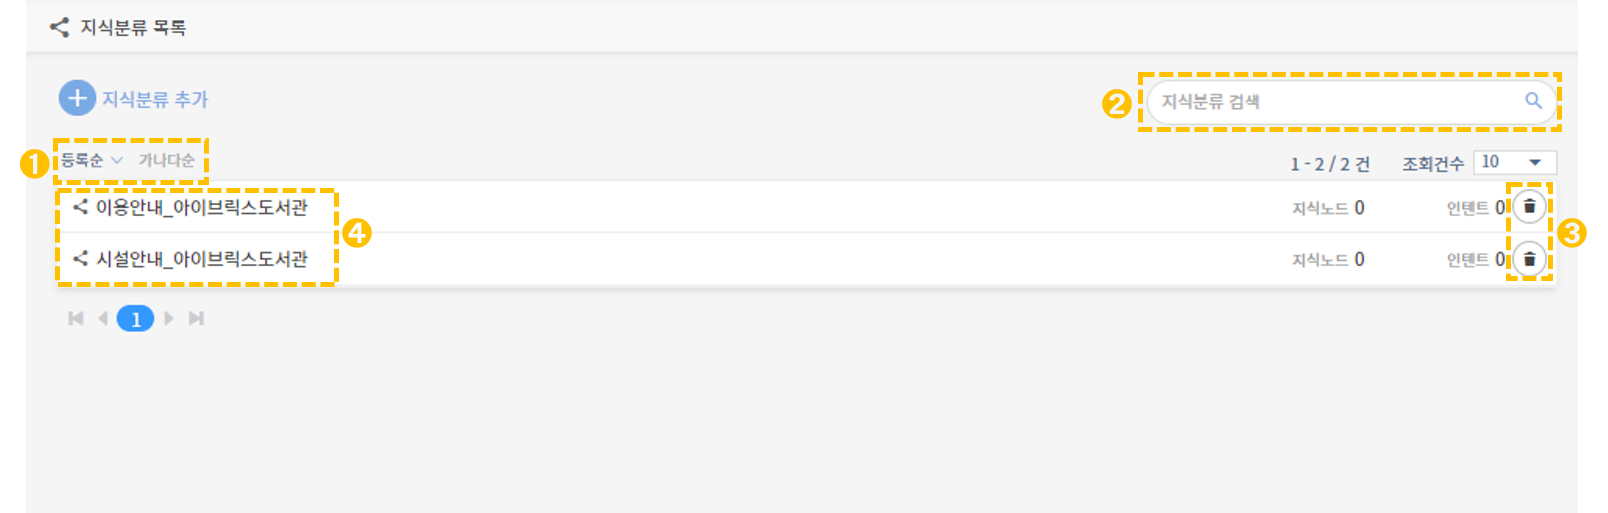 지식분류 목록
지식분류 추가
2 지식분류 검색
1 등록순 가나다순
1 - 2 / 2 건 조회건수 10
이용안내_아이브릭스도서관 지식노드 0 인텐트 0
4 3
시설안내_아이브릭스도서관 지식노드 0 인텐트 0
1